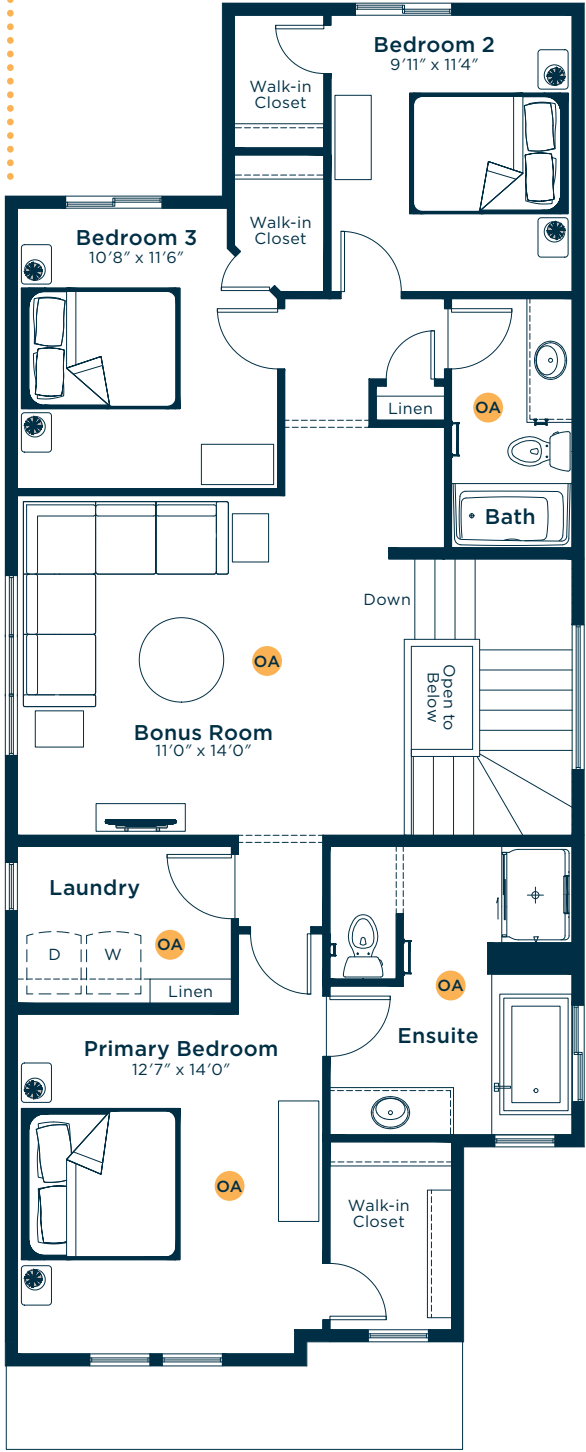 Bedroom 2
9'11" x 11'4"
Walk-in
Closet
Walk-in
Closet
Bedroom 3
10'8" x 11'6"
Linen
OA
Bath
Down
Open to
Below
OA
Bonus Room
11'0" x 14'0"
Laundry
OA
D
W
Linen
OA
Ensuite
Primary Bedroom
12'7" x 14'0"
OA
Walk-in
Closet